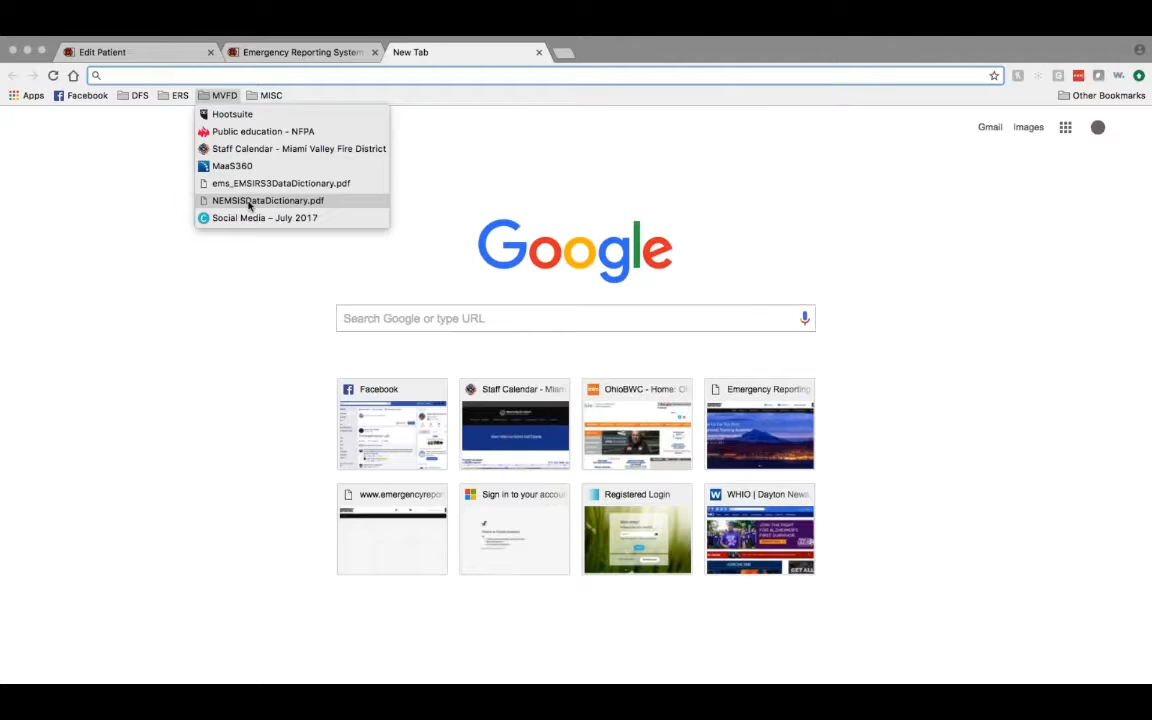 Edit Patient
Emergency Reporting System
New Tab
Apps Facebook DFS ERS MVFD MISC Other Bookmarks
Hootsuite
Public education - NFPA
Staff Calendar - Miami Valley Fire District
MaaS360
ems_EMSIRS3DataDictionary.pdf
NEMSISDataDictionary.pdf
Social Media – July 2017
Gmail Images
Google
Search Google or type URL
Facebook
Staff Calendar - Miam
OhioBWC - Home: O
Emergency Reporting
www.emergencyrepor
Sign in to your accou
Registered Login
WHIO | Dayton News